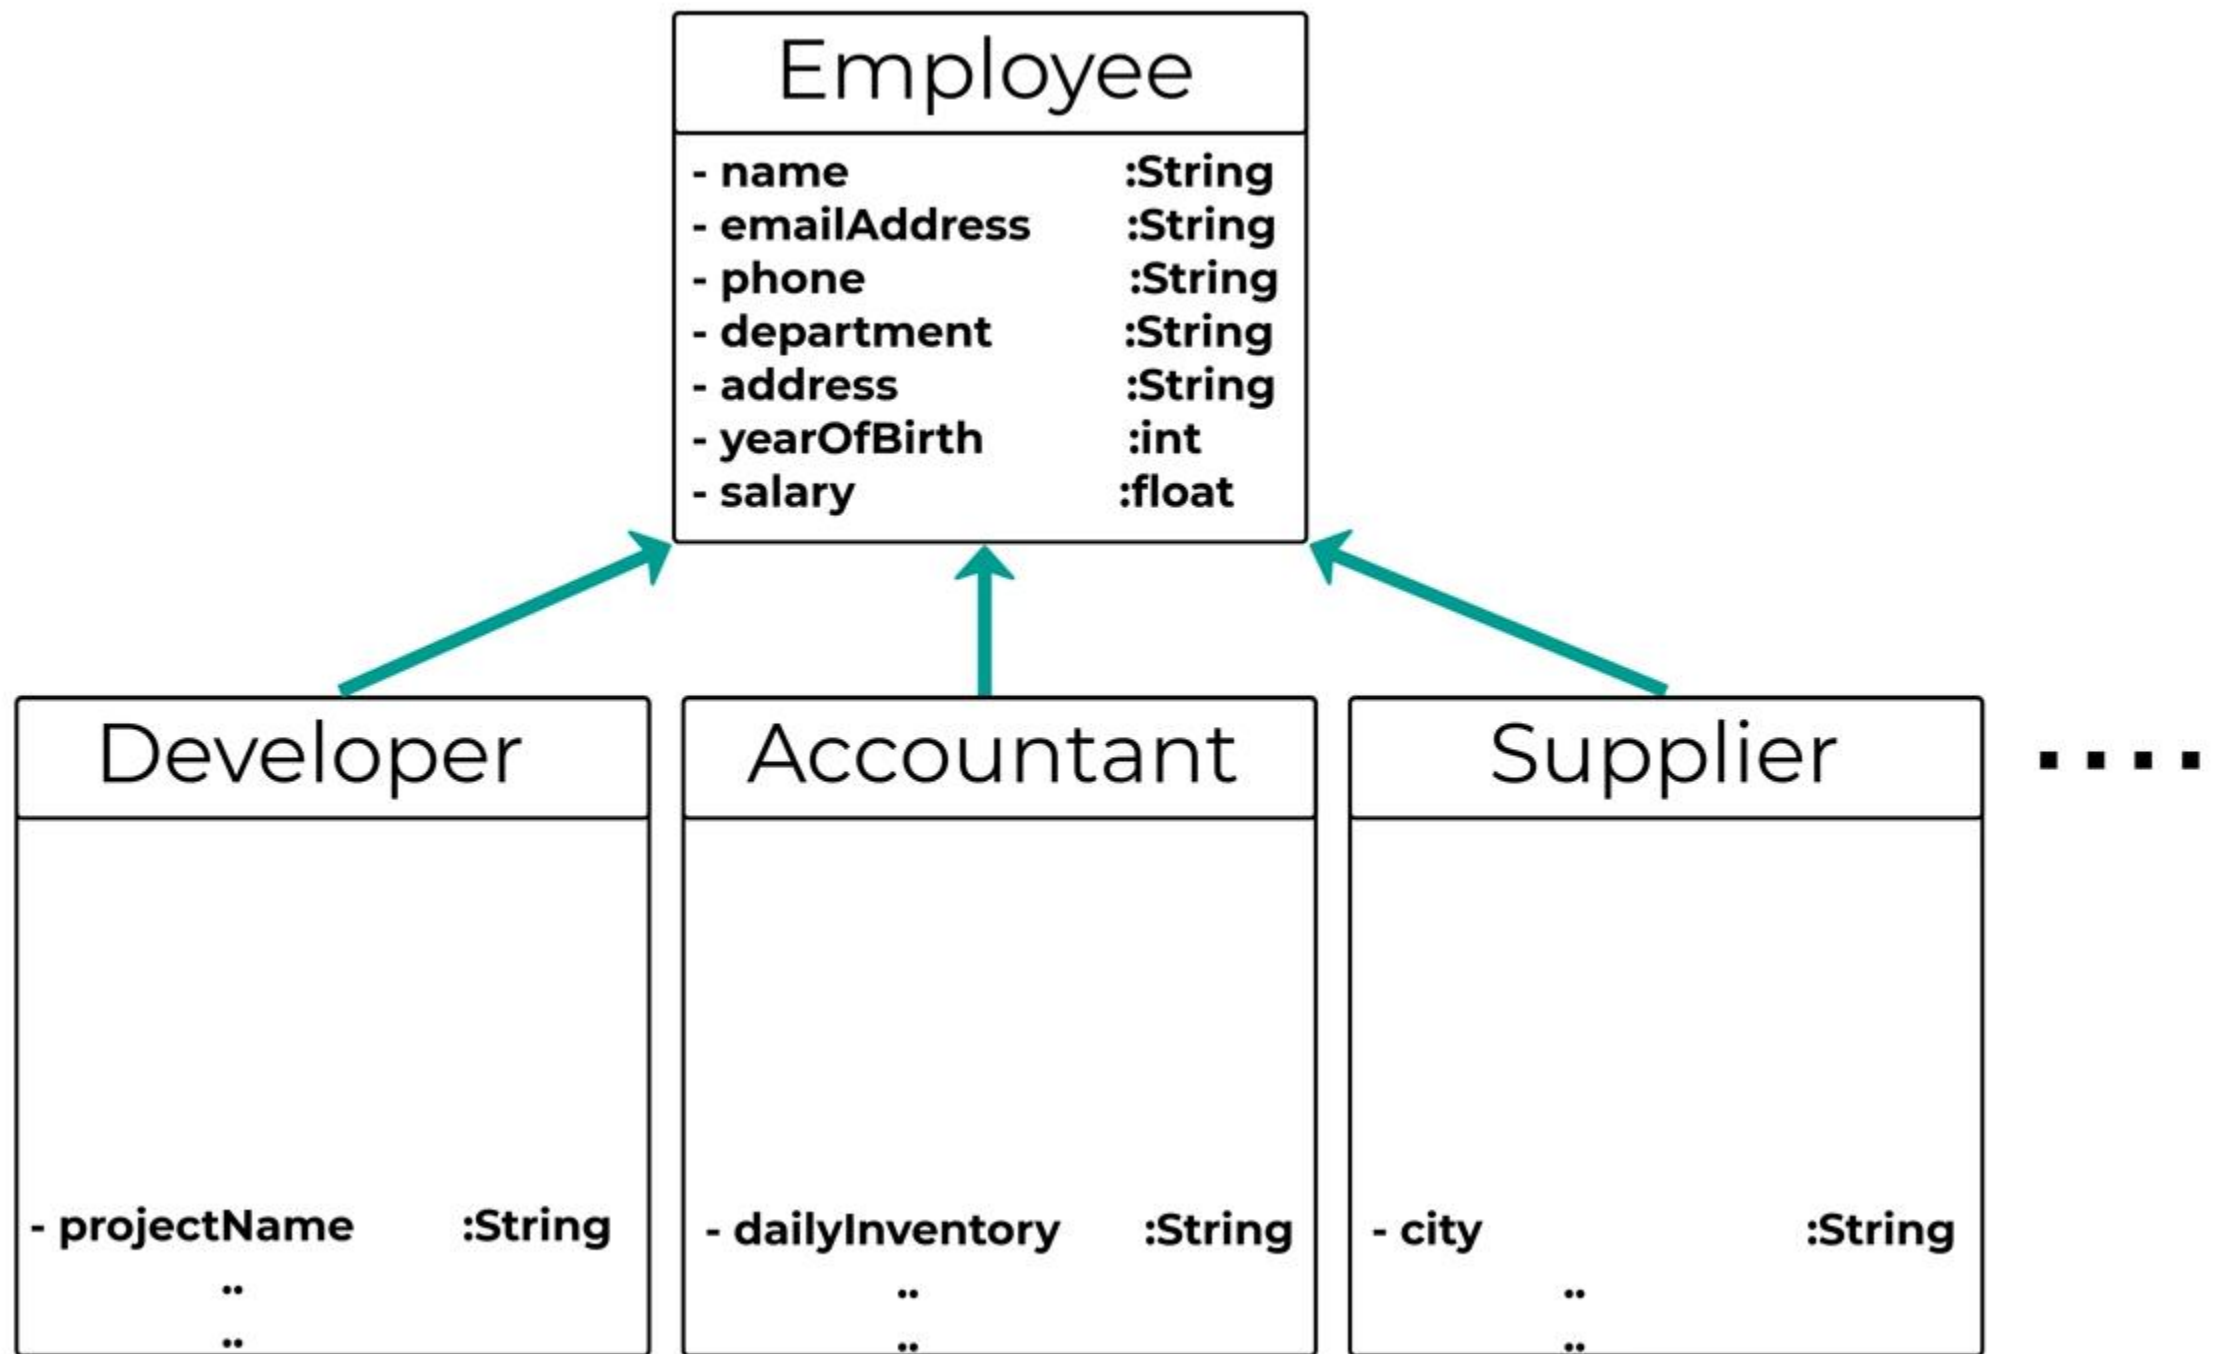 Employee
- name :String
- emailAddress :String
- phone :String
- department :String
- address :String
- yearOfBirth :int
- salary :float
Developer
- projectName :String
..
..
Accountant
- dailyInventory :String
..
..
Supplier
- city :String
..
..
....